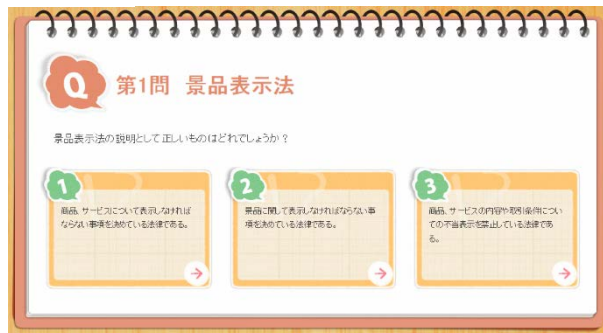 Q
第1問 景品表示法
景品表示法の説明として正しいものはどれでしょうか？
1
商品、サービスについて表示しなければ
ならない事項を決めている法律である。
2
景品に関して表示しなければならない事
項を決めている法律である。
3
商品、サービスの内容や取引条件につい
ての不当表示を禁止している法律であ
る。